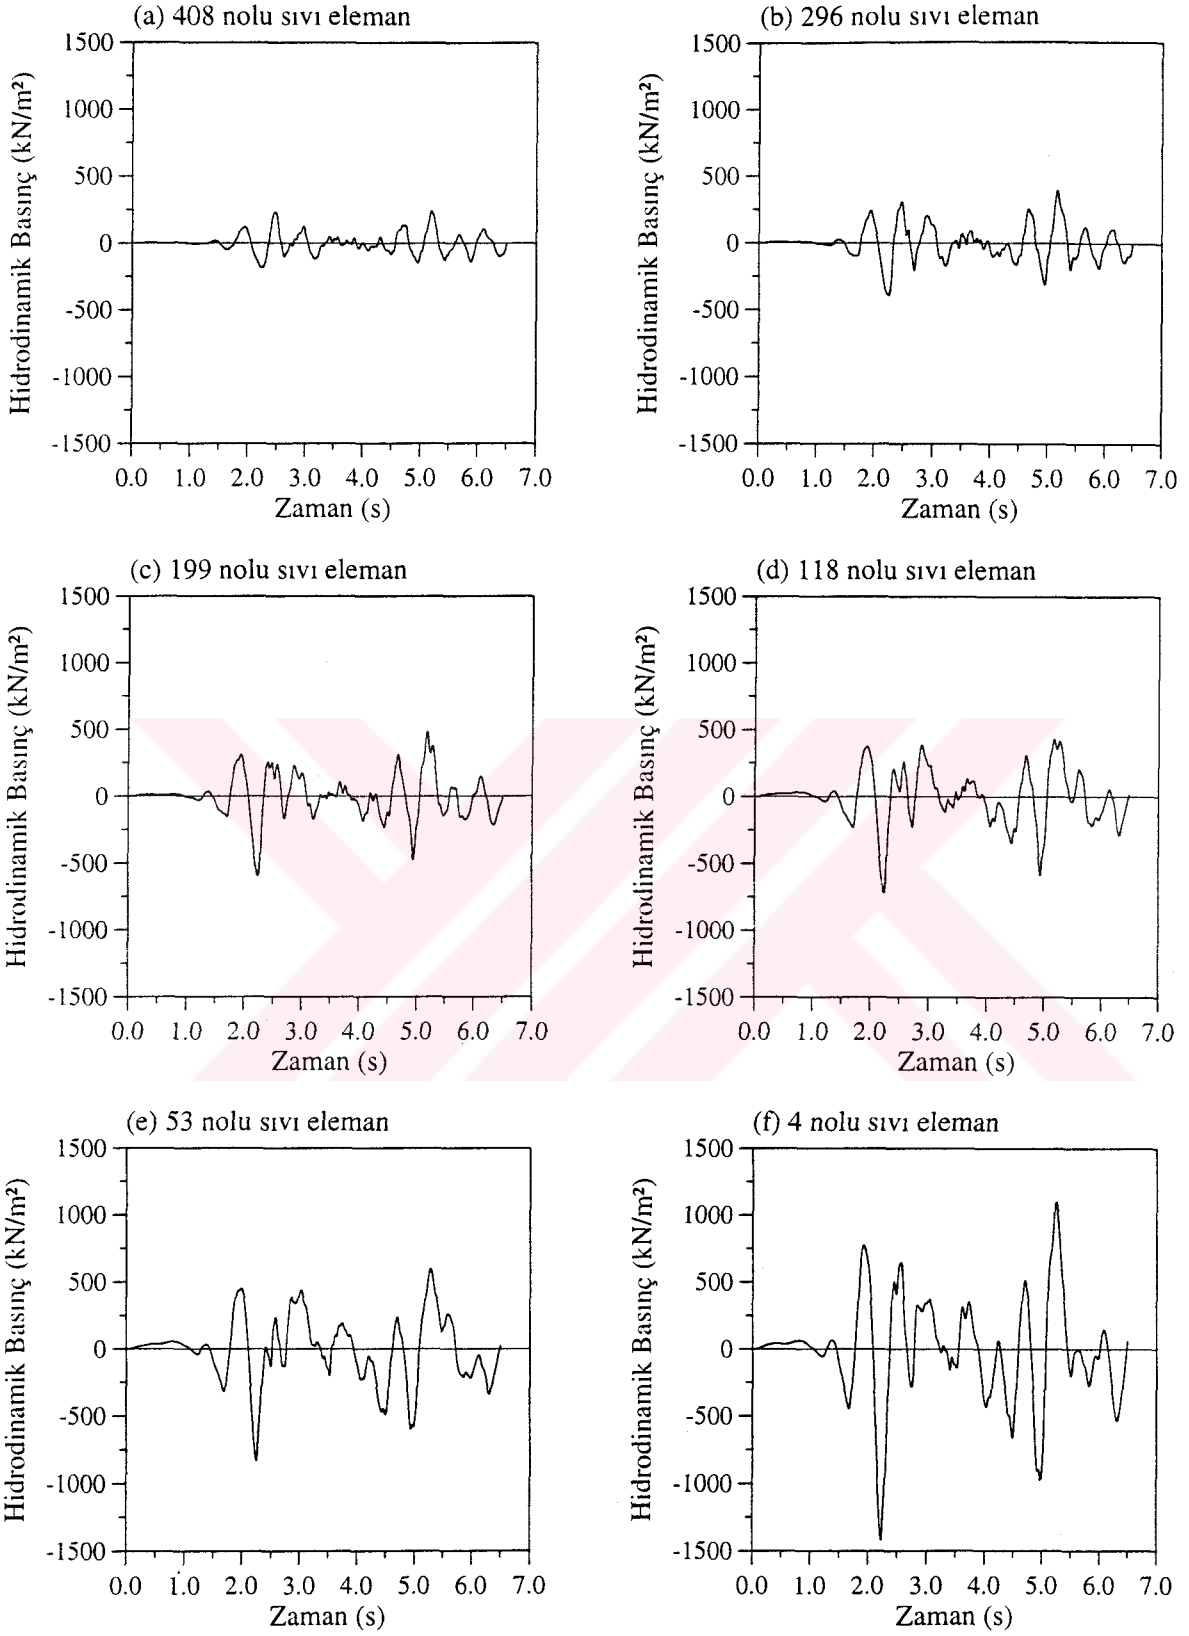 (a) 408 nolu sıvı eleman
1500
1000
500
0
-500
-1000
-1500
Hidrodinamik Basınç (kN/m²)
0.0 1.0 2.0 3.0 4.0 5.0 6.0 7.0
Zaman (s)
(b) 296 nolu sıvı eleman
1500
1000
500
0
-500
-1000
-1500
Hidrodinamik Basınç (kN/m²)
0.0 1.0 2.0 3.0 4.0 5.0 6.0 7.0
Zaman (s)
(c) 199 nolu sıvı eleman
1500
1000
500
0
-500
-1000
-1500
Hidrodinamik Basınç (kN/m²)
0.0 1.0 2.0 3.0 4.0 5.0 6.0 7.0
Zaman (s)
(d) 118 nolu sıvı eleman
1500
1000
500
0
-500
-1000
-1500
Hidrodinamik Basınç (kN/m²)
0.0 1.0 2.0 3.0 4.0 5.0 6.0 7.0
Zaman (s)
(e) 53 nolu sıvı eleman
1500
1000
500
0
-500
-1000
-1500
Hidrodinamik Basınç (kN/m²)
0.0 1.0 2.0 3.0 4.0 5.0 6.0 7.0
Zaman (s)
(f) 4 nolu sıvı eleman
1500
1000
500
0
-500
-1000
-1500
Hidrodinamik Basınç (kN/m²)
0.0 1.0 2.0 3.0 4.0 5.0 6.0 7.0
Zaman (s)